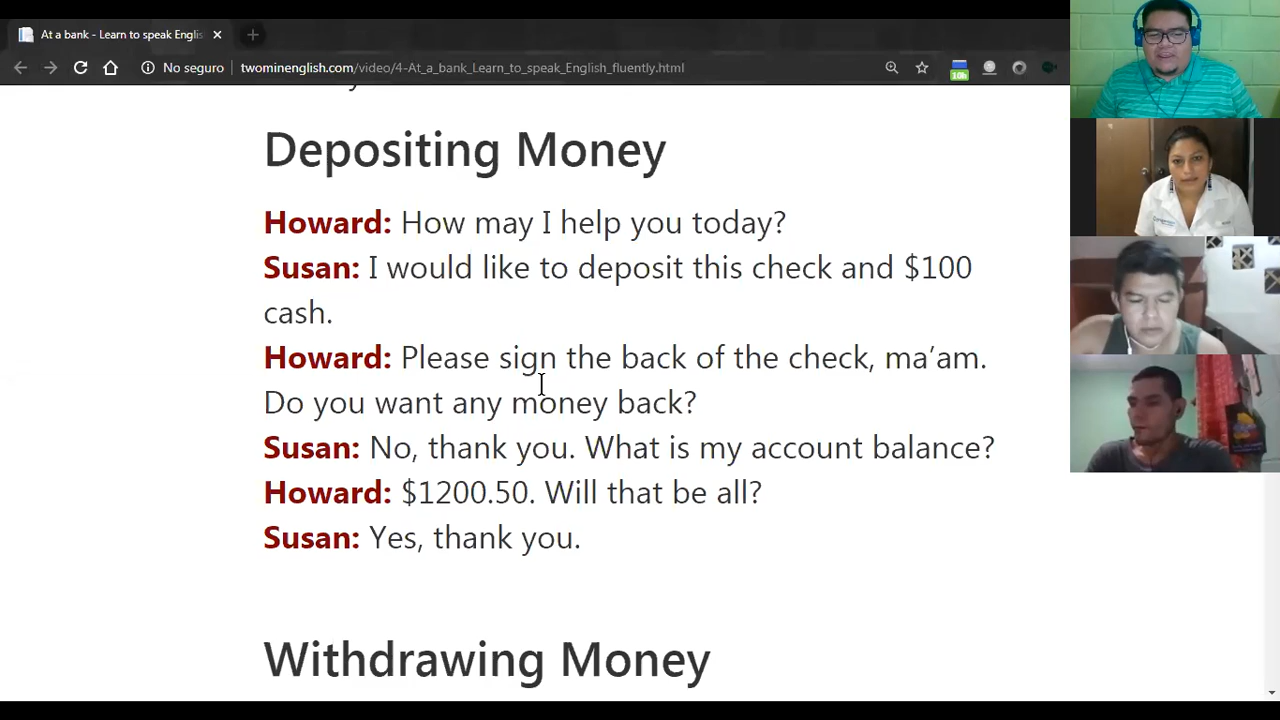 At a bank - Learn to speak Engli
No seguro
twominenglish.com/video/4-At_a_bank_Learn_to_speak_English_fluently.html
10h
Depositing Money
Howard: How may I help you today?
Susan: I would like to deposit this check and $100
cash.
Howard: Please sign the back of the check, ma’am.
Do you want any money back?
Susan: No, thank you. What is my account balance?
Howard: $1200.50. Will that be all?
Susan: Yes, thank you.
Withdrawing Money